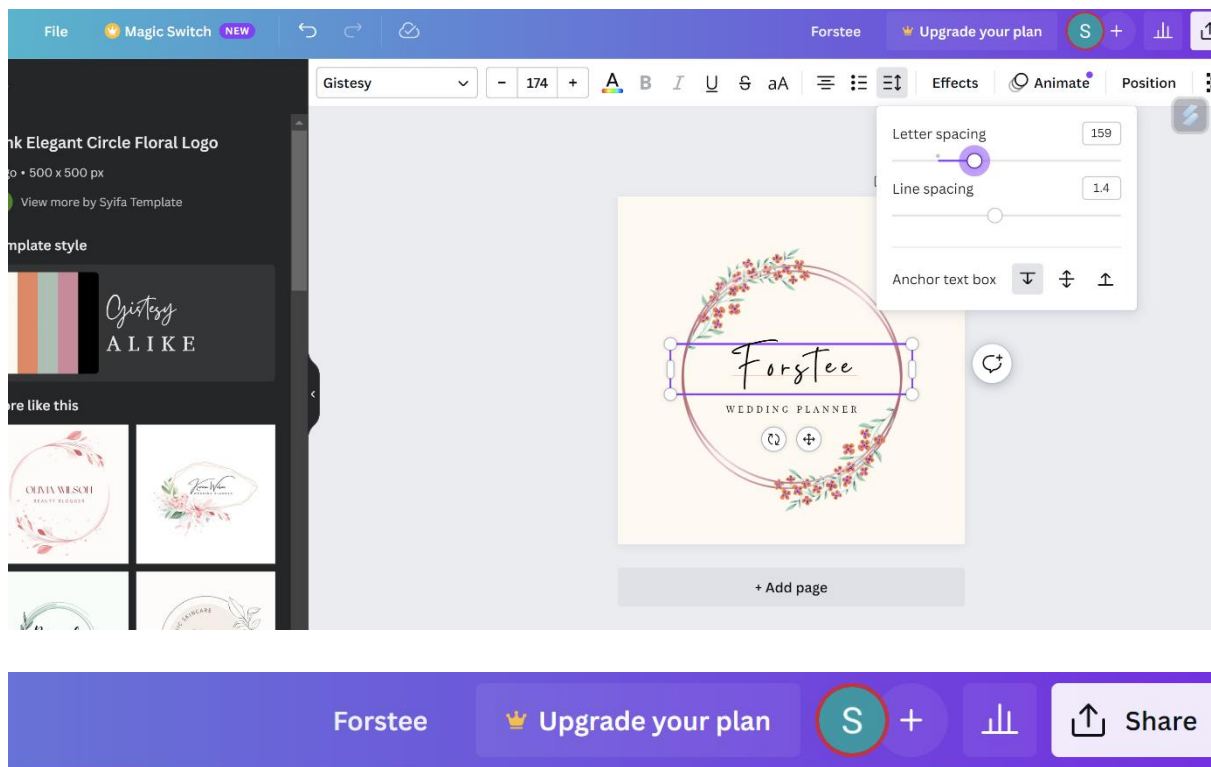 File Magic Switch NEW Forstee Upgrade your plan S +
Gistesy - 174 + A B I U S aA Effects Animate Position
nk Elegant Circle Floral Logo
go • 500 x 500 px
View more by Syifa Template
mplate style
Gistesy
ALIKE
ore like this
OLIVIA WILSON
BEAUTY BLOGGER
Letter spacing 159
Line spacing 1.4
Anchor text box
Forstee
WEDDING PLANNER
+ Add page
Forstee Upgrade your plan S + Share